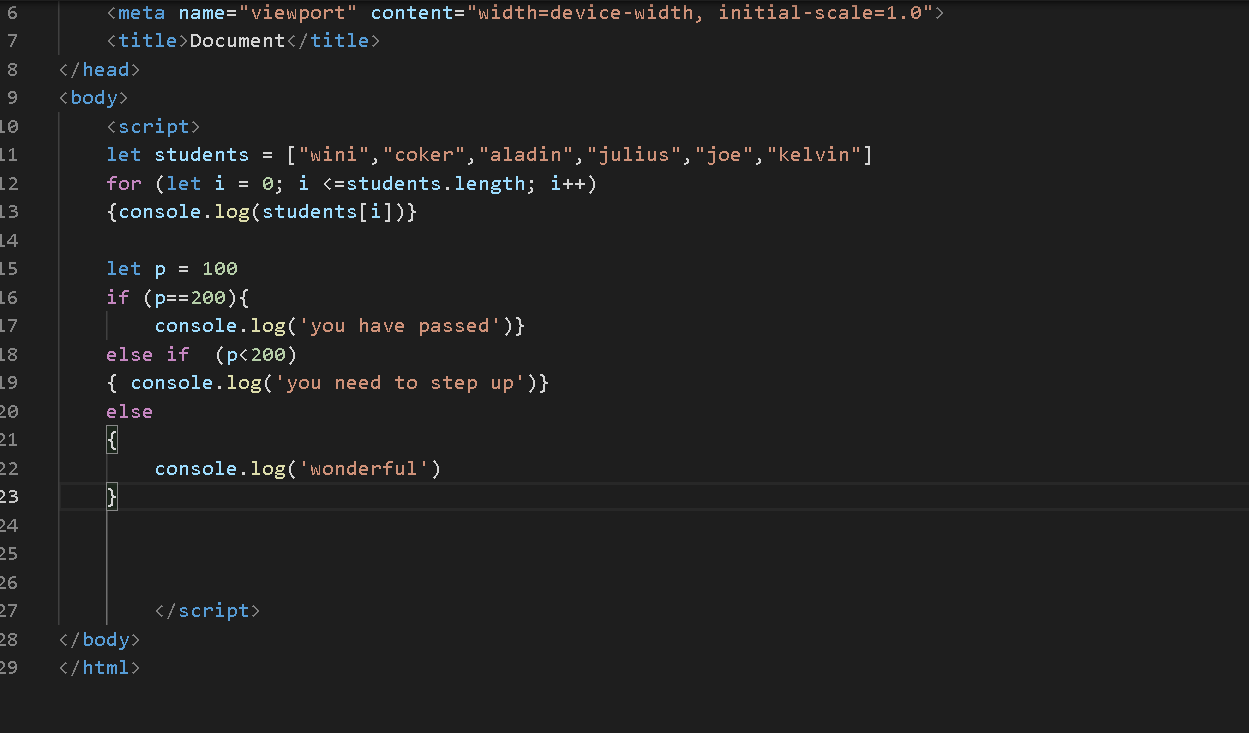 6 <meta name="viewport" content="width=device-width, initial-scale=1.0">
7 <title>Document</title>
8 </head>
9 <body>
10 <script>
11 let students = ["wini","coker","aladin","julius","joe","kelvin"]
12 for (let i = 0; i <=students.length; i++)
13 {console.log(students[i])}
14
15 let p = 100
16 if (p==200){
17 console.log('you have passed')}
18 else if  (p<200)
19 { console.log('you need to step up')}
20 else
21 {
22 console.log('wonderful')
23 }
24
25
26
27 </script>
28 </body>
29 </html>